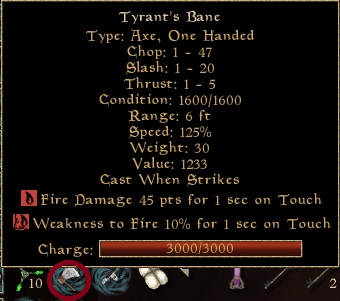 Tyrant's Bane
Type: Axe, One Handed
Chop: 1 - 47
Slash: 1 - 20
Thrust: 1 - 5
Condition: 1600/1600
Range: 6 ft
Speed: 125%
Weight: 30
Value: 1233
Cast When Strikes
Fire Damage 45 pts for 1 sec on Touch
Weakness to Fire 10% for 1 sec on Touch
Charge: 3000/3000
10 2